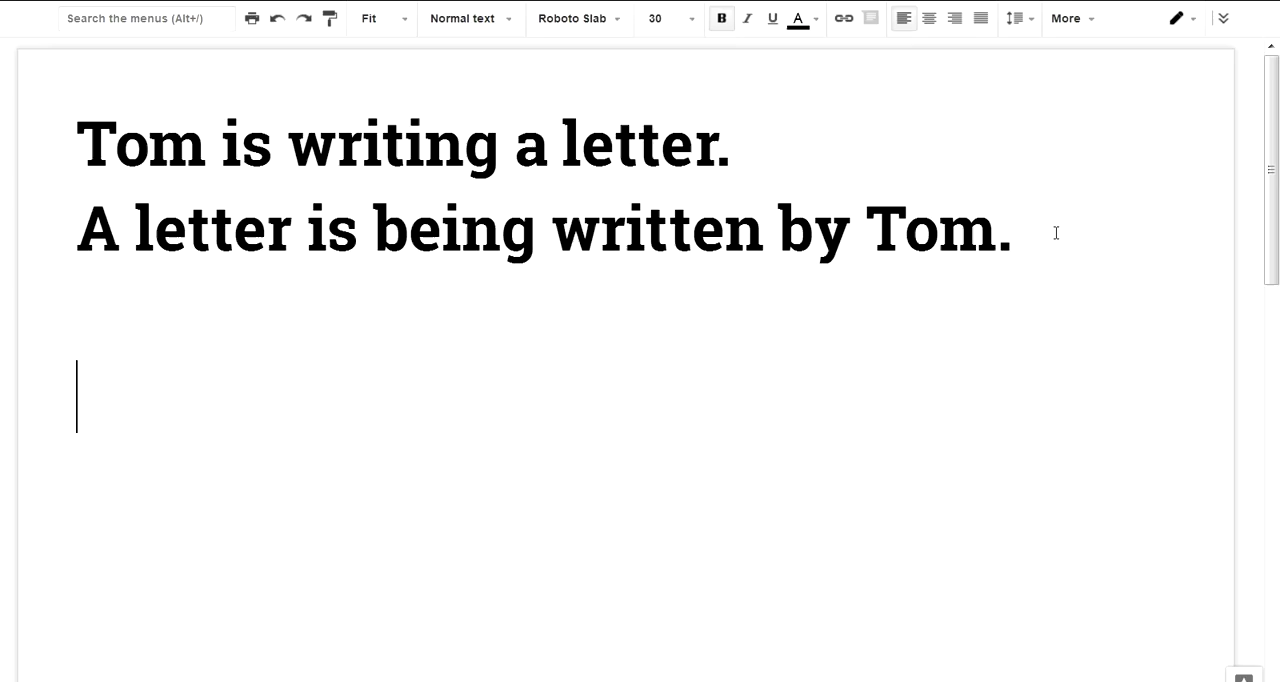 Search the menus (Alt+/) Fit Normal text Roboto Slab 30 B I U A More
Tom is writing a letter.
A letter is being written by Tom.